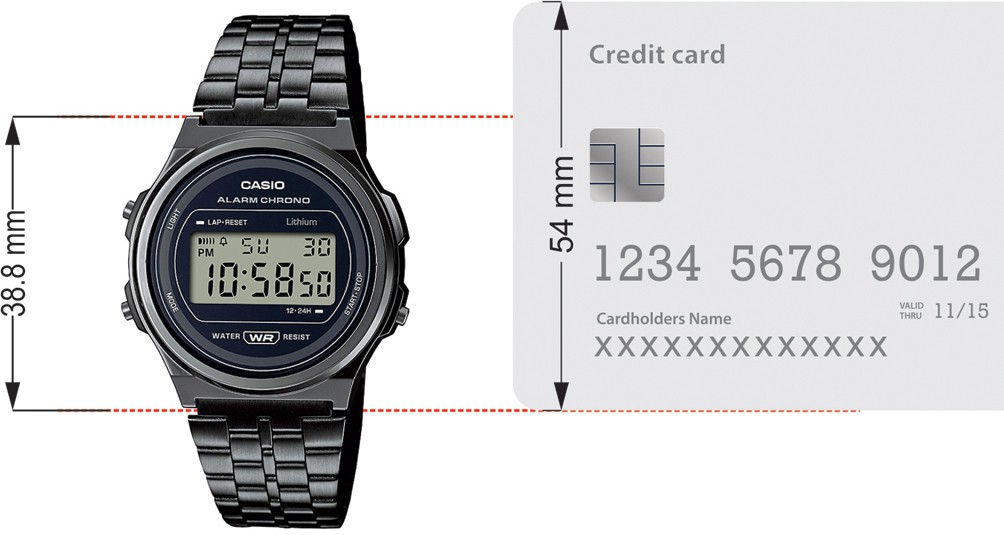 38.8 mm
CASIO
ALARM CHRONO
LIGHT
LAP•RESET Lithium
SU 30
PM
10:58 50
MODE
START•STOP
12•24H
WATER WR RESIST
54 mm
Credit card
1234 5678 9012
VALID THRU 11/15
Cardholders Name
XXXXXXXXXXXXX